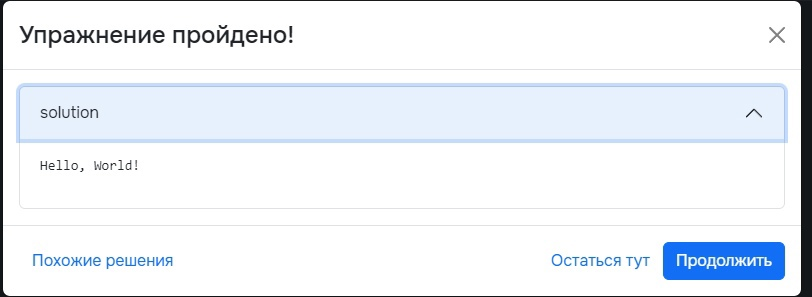 Упражнение пройдено!
solution
Hello, World!
Похожие решения
Остаться тут
Продолжить